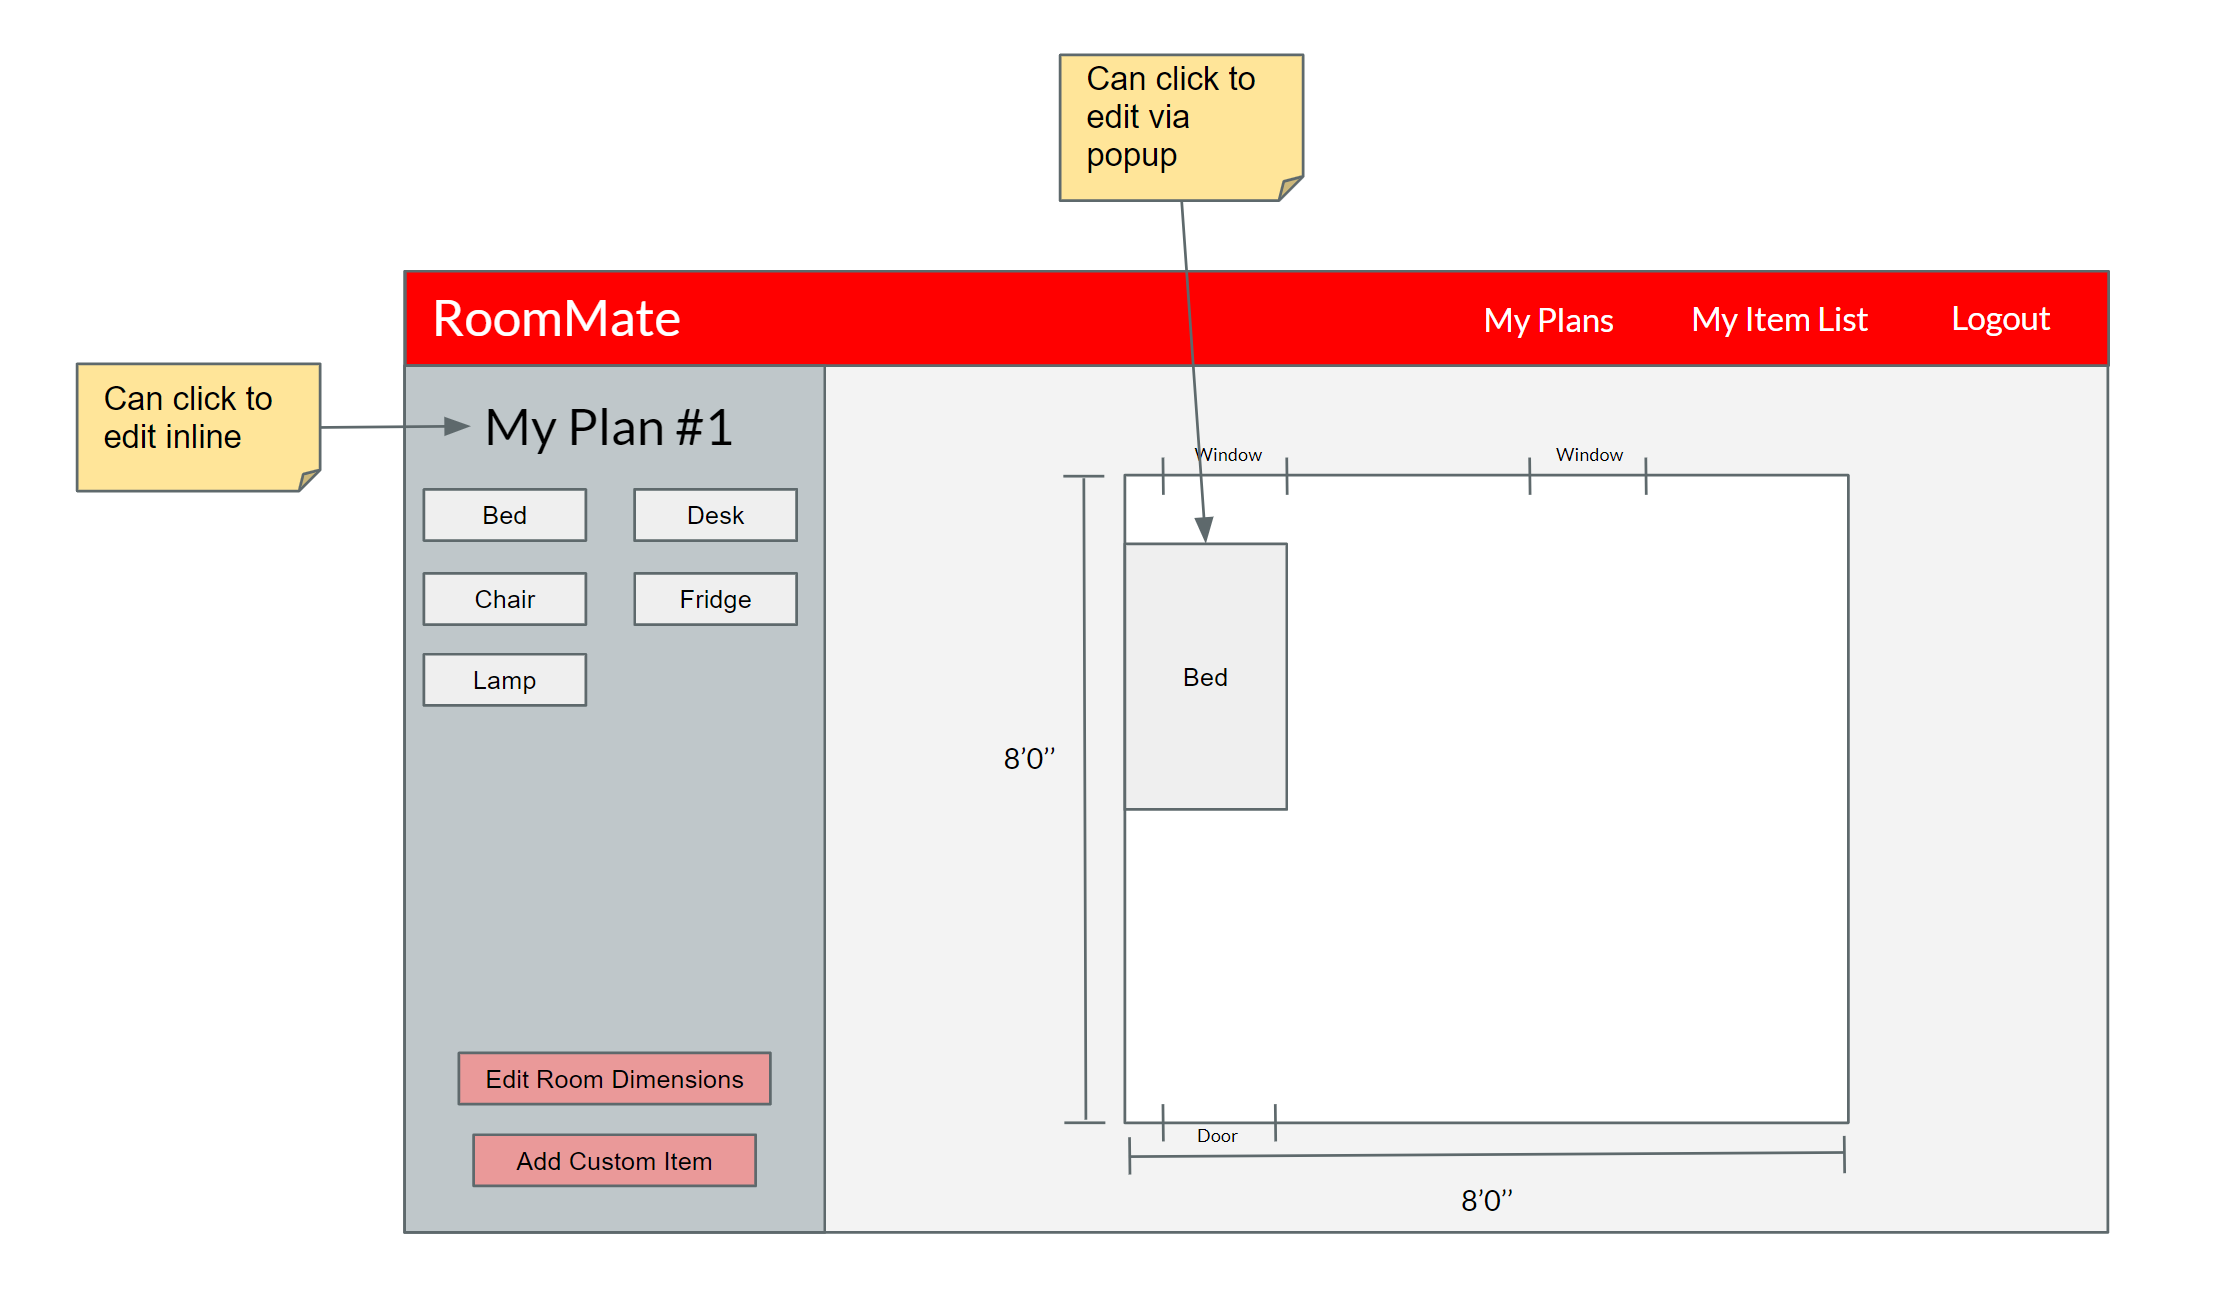 Can click to
edit via
popup
RoomMate
My Plans
My Item List
Logout
Can click to
edit inline
My Plan #1
Window
Window
Bed
Desk
Chair
Fridge
Lamp
Bed
8’0’’
Edit Room Dimensions
Door
Add Custom Item
8’0’’